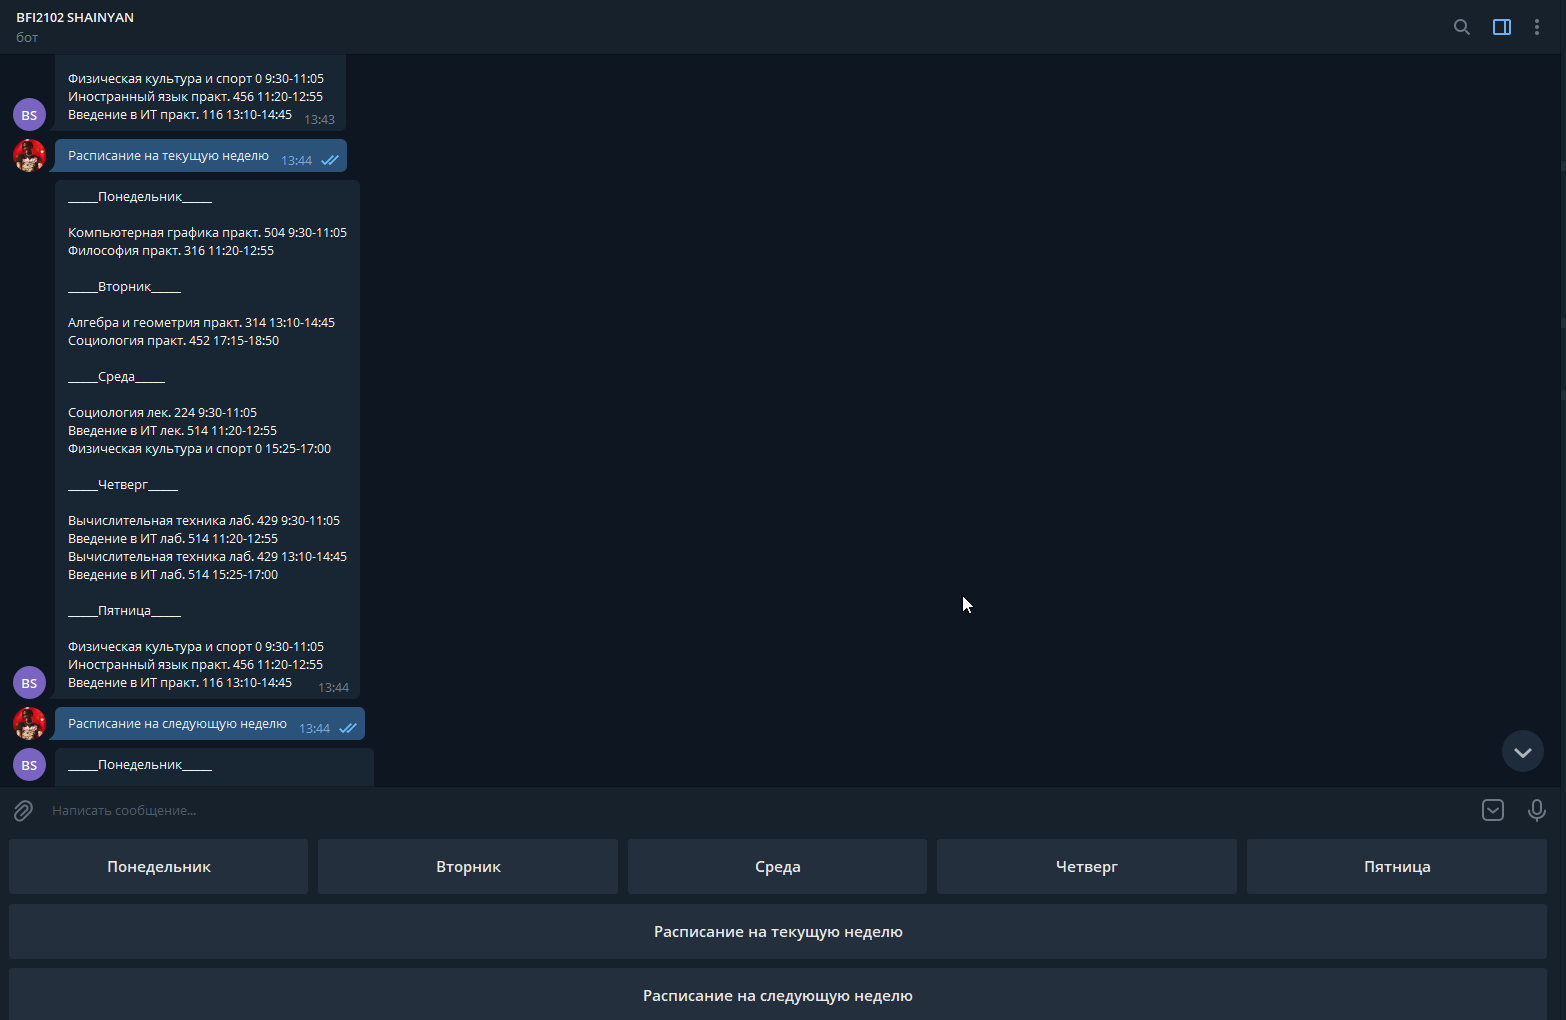 BFI2102 SHAINYAN
бот
Физическая культура и спорт 0 9:30-11:05
Иностранный язык практ. 456 11:20-12:55
Введение в ИТ практ. 116 13:10-14:45
13:43
BS
Расписание на текущую неделю
13:44
_____Понедельник_____
Компьютерная графика практ. 504 9:30-11:05
Философия практ. 316 11:20-12:55
_____Вторник_____
Алгебра и геометрия практ. 314 13:10-14:45
Социология практ. 452 17:15-18:50
_____Среда_____
Социология лек. 224 9:30-11:05
Введение в ИТ лек. 514 11:20-12:55
Физическая культура и спорт 0 15:25-17:00
_____Четверг_____
Вычислительная техника лаб. 429 9:30-11:05
Введение в ИТ лаб. 514 11:20-12:55
Вычислительная техника лаб. 429 13:10-14:45
Введение в ИТ лаб. 514 15:25-17:00
_____Пятница_____
Физическая культура и спорт 0 9:30-11:05
Иностранный язык практ. 456 11:20-12:55
Введение в ИТ практ. 116 13:10-14:45
13:44
BS
Расписание на следующую неделю
13:44
BS
_____Понедельник_____
Написать сообщение...
Понедельник
Вторник
Среда
Четверг
Пятница
Расписание на текущую неделю
Расписание на следующую неделю